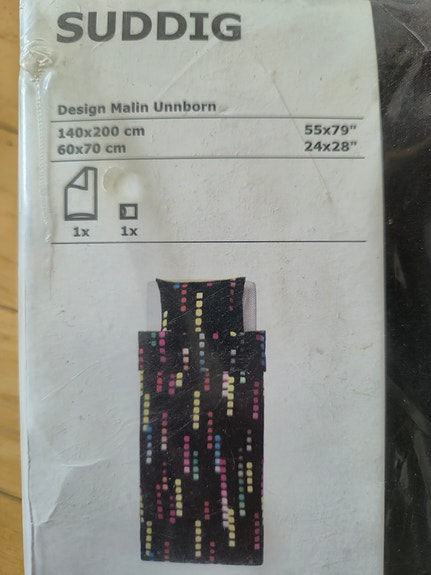 SUDDIG
Design Malin Unnborn
140x200 cm 55x79"
60x70 cm 24x28"
1x 1x